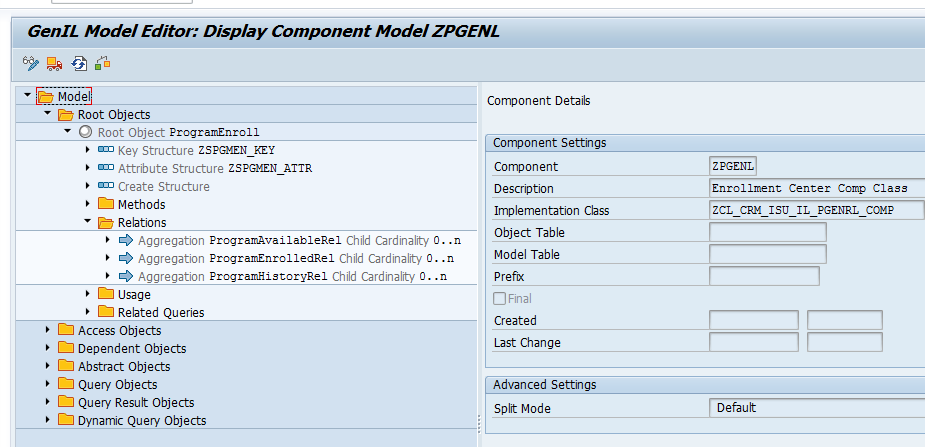 GenIL Model Editor: Display Component Model ZPGENL
Model
Root Objects
Root Object ProgramEnroll
Key Structure ZSPGMEN_KEY
Attribute Structure ZSPGMEN_ATTR
Create Structure
Methods
Relations
Aggregation ProgramAvailableRel Child Cardinality 0..n
Aggregation ProgramEnrolledRel Child Cardinality 0..n
Aggregation ProgramHistoryRel Child Cardinality 0..n
Usage
Related Queries
Access Objects
Dependent Objects
Abstract Objects
Query Objects
Query Result Objects
Dynamic Query Objects
Component Details
Component Settings
Component ZPGENL
Description Enrollment Center Comp Class
Implementation Class ZCL_CRM_ISU_IL_PGENRL_COMP
Object Table
Model Table
Prefix
Final
Created
Last Change
Advanced Settings
Split Mode Default